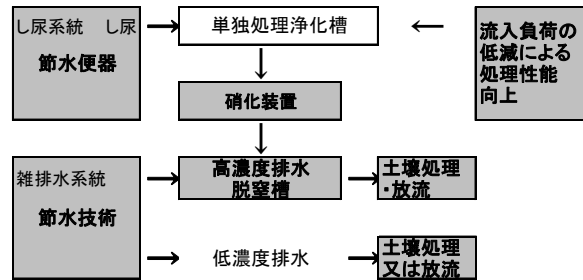 し尿系統　し尿
節水便器
単独処理浄化槽
流入負荷の
低減による
処理性能
向上
硝化装置
雑排水系統
節水技術
高濃度排水
脱窒槽
土壌処理
・放流
低濃度排水
土壌処理
又は放流